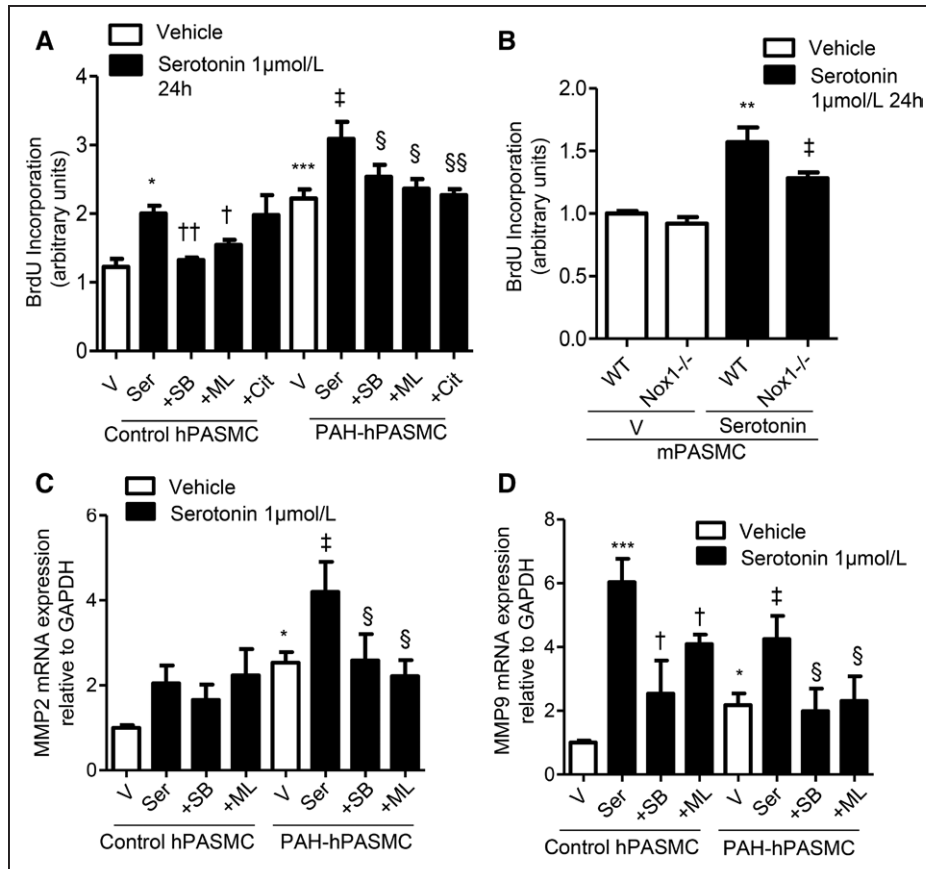 A
Vehicle
Serotonin 1µmol/L
24h
BrdU Incorporation
(arbitrary units)
4
3
2
1
0
*
††
†
***
‡
§
§
§§
V
Ser
+SB
+ML
+Cit
V
Ser
+SB
+ML
+Cit
Control hPASMC
PAH-hPASMC
B
Vehicle
Serotonin
1µmol/L 24h
BrdU Incorporation
(arbitrary units)
2.0
1.5
1.0
0.5
0.0
**
‡
WT
Nox1-/-
WT
Nox1-/-
V
Serotonin
mPASMC
C
Vehicle
Serotonin 1µmol/L
MMP2 mRNA expression
relative to GAPDH
6
4
2
0
*
‡
§
§
V
Ser
+SB
+ML
V
Ser
+SB
+ML
Control hPASMC
PAH-hPASMC
D
Vehicle
Serotonin 1µmol/L
MMP9 mRNA expression
relative to GAPDH
8
6
4
2
0
***
†
†
*
‡
§
§
V
Ser
+SB
+ML
V
Ser
+SB
+ML
Control hPASMC
PAH-hPASMC